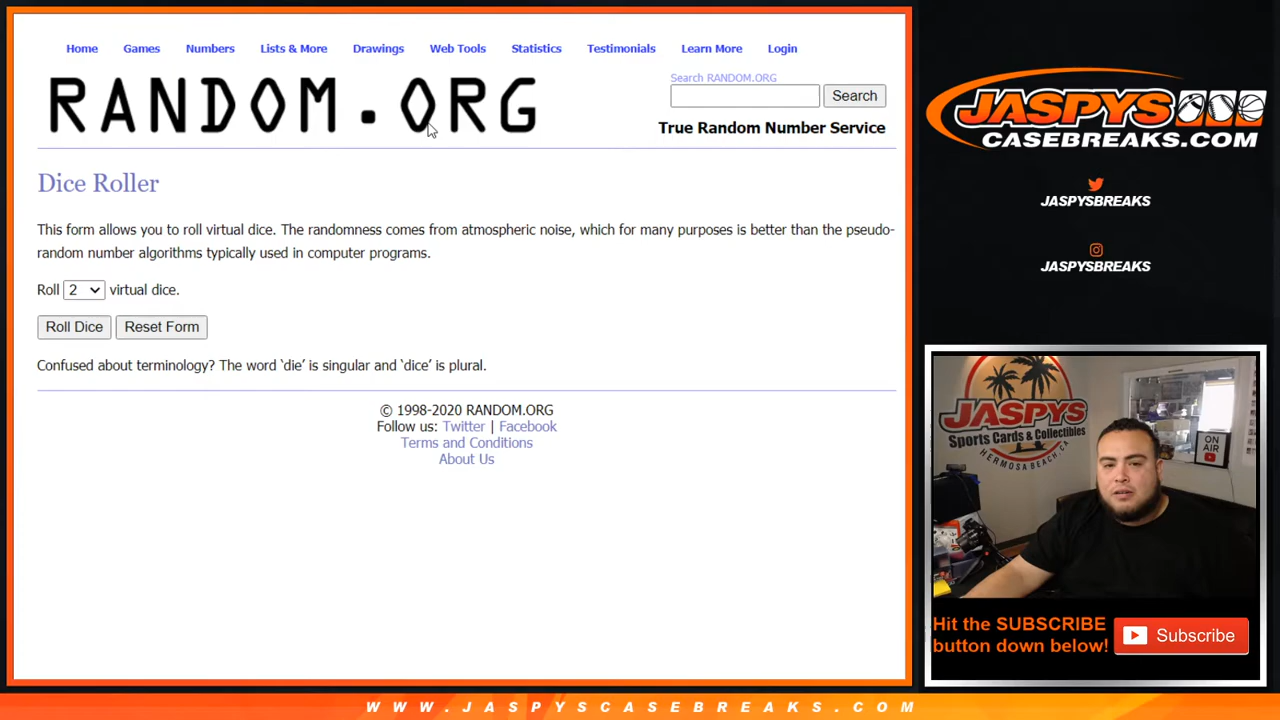 Home Games Numbers Lists & More Drawings Web Tools Statistics Testimonials Learn More Login
RANDOM.ORG
Search RANDOM.ORG
Search
True Random Number Service
Dice Roller
This form allows you to roll virtual dice. The randomness comes from atmospheric noise, which for many purposes is better than the pseudo-
random number algorithms typically used in computer programs.
Roll 2 virtual dice.
Roll Dice Reset Form
Confused about terminology? The word ‘die’ is singular and ‘dice’ is plural.
© 1998-2020 RANDOM.ORG
Follow us: Twitter | Facebook
Terms and Conditions
About Us
JASPYS
CASEBREAKS.COM
JASPYSBREAKS
JASPYSBREAKS
JASPYS
Sports Cards & Collectibles
HERMOSA BEACH, CA
ON
AIR
Hit the SUBSCRIBE
button down below!
Subscribe
WWW.JASPYSCASEBREAKS.COM